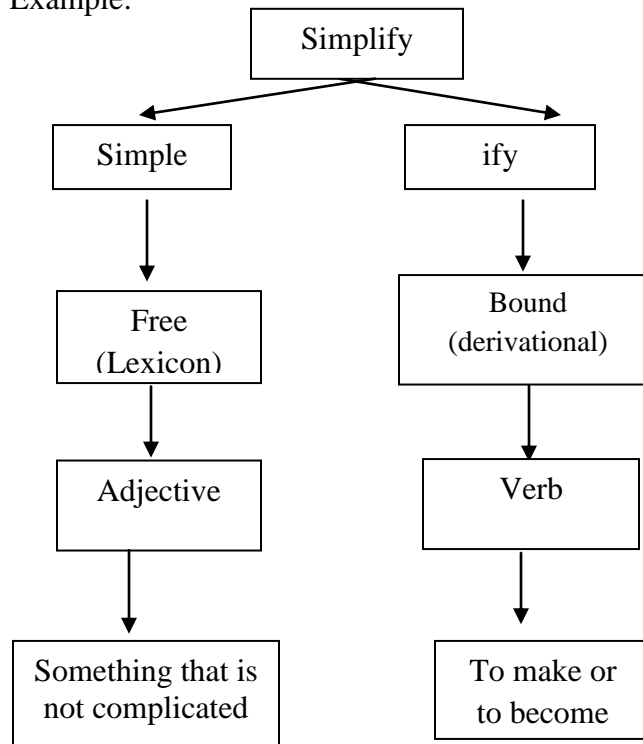 Example:
Simplify
Simple
ify
Free
(Lexicon)
Bound
(derivational)
Adjective
Verb
Something that is
not complicated
To make or
to become